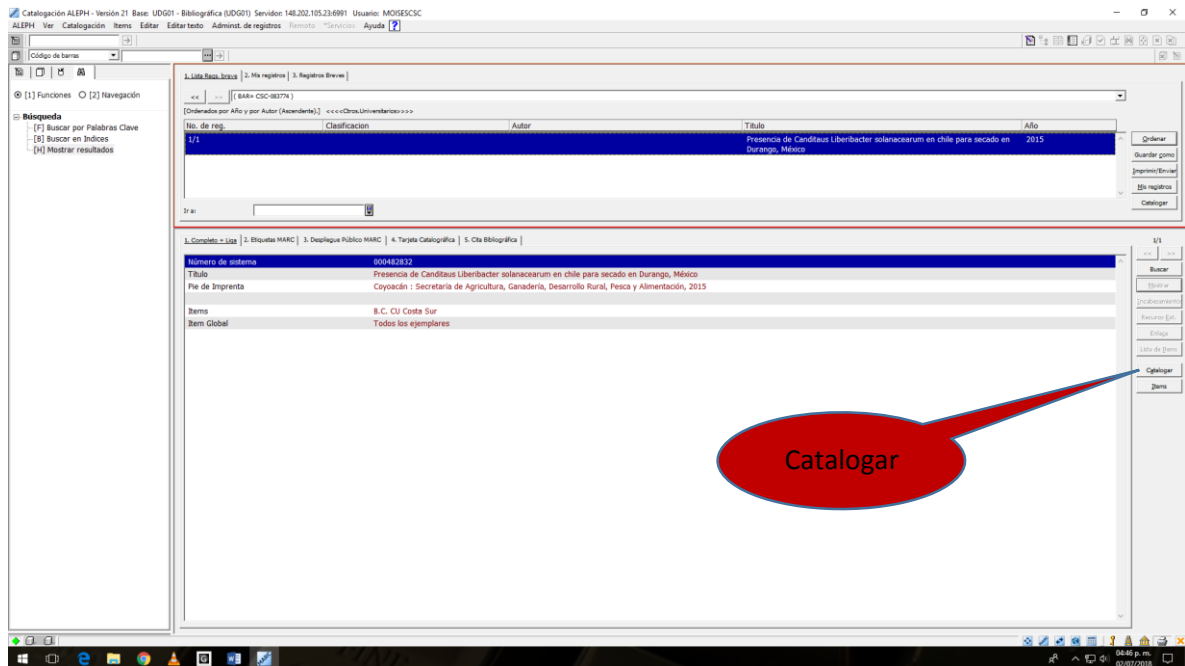 Catalogación ALEPH - Versión 21 Base: UDG01 - Bibliográfica (UDG01) Servidor: 148.202.105.23:6991 Usuario: MOISESCSC
ALEPH Ver Catalogación Items Editar Editar texto Administ. de registros Remoto *Servicios Ayuda ?
Código de barras
[1] Funciones [2] Navegación
Búsqueda
[F] Buscar por Palabras Clave
[B] Buscar en Indices
[H] Mostrar resultados
1. Lista Regs. breve 2. Mis registros 3. Registros Breves
<< >> ( BAR= CSC-083774 )
[Ordenados por Año y por Autor (Ascendente).] <<<<Ctros.Universitarios>>>>
No. de reg. Clasificacion Autor Titulo Año
1/1 Presencia de Canditaus Liberibacter solanacearum en chile para secado en Durango, México 2015
Ordenar
Guardar como
Imprimir/Enviar
Mis registros
Catalogar
Ir a:
1. Completo + Liga 2. Etiquetas MARC 3. Despliegue Público MARC 4. Tarjeta Catalográfica 5. Cita Bibliográfica
1/1
<< >>
Número de sistema 000482832
Título Presencia de Canditaus Liberibacter solanacearum en chile para secado en Durango, México
Pie de Imprenta Coyoacán : Secretaría de Agricultura, Ganadería, Desarrollo Rural, Pesca y Alimentación, 2015
Items B.C. CU Costa Sur
Item Global Todos los ejemplares
Buscar
Mostrar
Encabezamiento
Recurso Ext.
Enlace
Lista de Items
Catalogar
Items
Catalogar
04:46 p. m.
02/07/2018